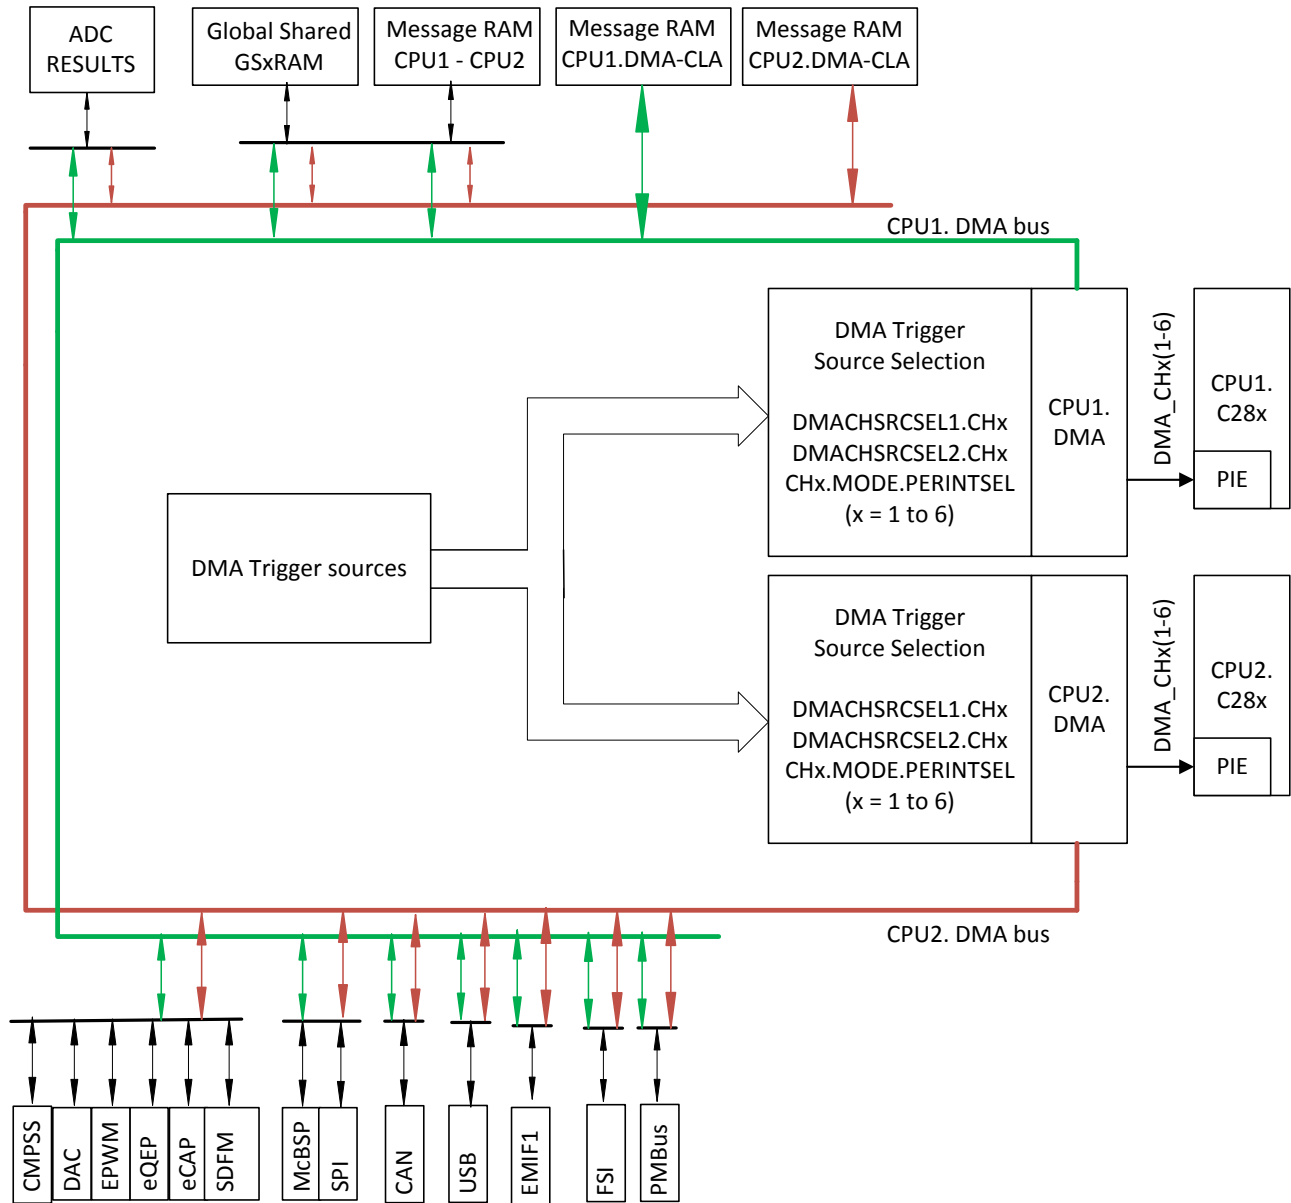 ADC
RESULTS
Global Shared
GSxRAM
Message RAM
CPU1 - CPU2
Message RAM
CPU1.DMA-CLA
Message RAM
CPU2.DMA-CLA
CPU1. DMA bus
DMA Trigger
Source Selection
DMACHSRCSEL1.CHx
DMACHSRCSEL2.CHx
CHx.MODE.PERINTSEL
(x = 1 to 6)
CPU1.
DMA
DMA_CHx(1-6)
CPU1.
C28x
PIE
DMA Trigger sources
DMA Trigger
Source Selection
DMACHSRCSEL1.CHx
DMACHSRCSEL2.CHx
CHx.MODE.PERINTSEL
(x = 1 to 6)
CPU2.
DMA
DMA_CHx(1-6)
CPU2.
C28x
PIE
CPU2. DMA bus
CMPSS
DAC
EPWM
eQEP
eCAP
SDFM
McBSP
SPI
CAN
USB
EMIF1
FSI
PMBus